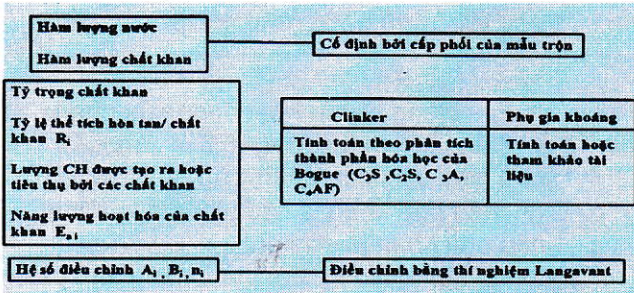 Hàm lượng nước
Hàm lượng chất khan
Cố định bởi cấp phối của mẫu trộn
Tỷ trọng chất khan
Tỷ lệ thể tích hòa tan/ chất
khan Rᵢ
Lượng CH được tạo ra hoặc
tiêu thụ bởi các chất khan
Năng lượng hoạt hóa của chất
khan Eₐᵢ
Clinker
Phụ gia khoáng
Tính toán theo phân tích
thành phần hóa học của
Bogue (C₃S ,C₂S, C ₃A,
C₄AF)
Tính toán hoặc
tham khảo tài
liệu
Hệ số điều chỉnh Aᵢ, Bᵢ, nᵢ
Điều chỉnh bằng thí nghiệm Langavant